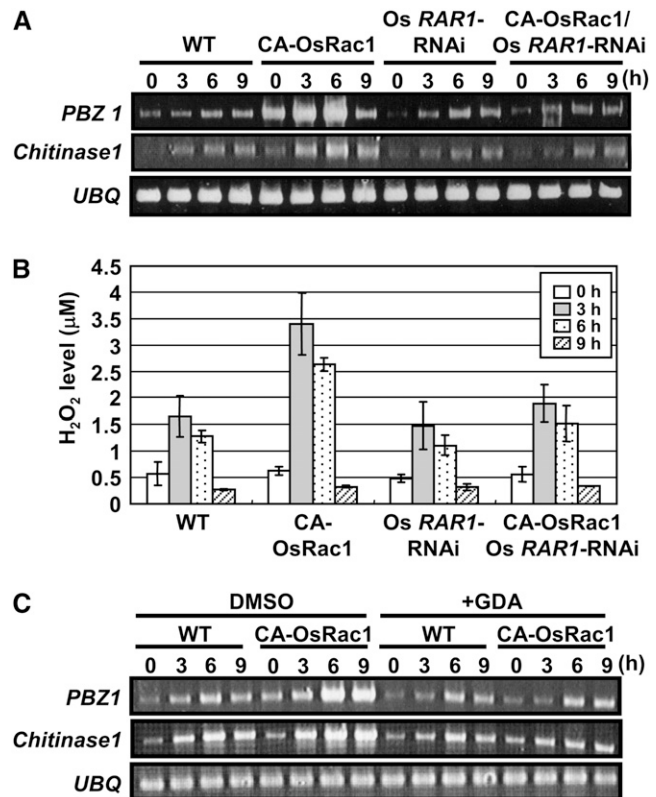 A
WT CA-OsRac1 Os RAR1-RNAi CA-OsRac1/Os RAR1-RNAi
0 3 6 9 0 3 6 9 0 3 6 9 0 3 6 9 (h)
PBZ 1
Chitinase1
UBQ
B
H₂O₂ level (μM)
4.5
4
3.5
3
2.5
2
1.5
1
0.5
0
0 h
3 h
6 h
9 h
WT CA-OsRac1 Os RAR1-RNAi CA-OsRac1 Os RAR1-RNAi
C
DMSO +GDA
WT CA-OsRac1 WT CA-OsRac1
0 3 6 9 0 3 6 9 0 3 6 9 0 3 6 9 (h)
PBZ1
Chitinase1
UBQ